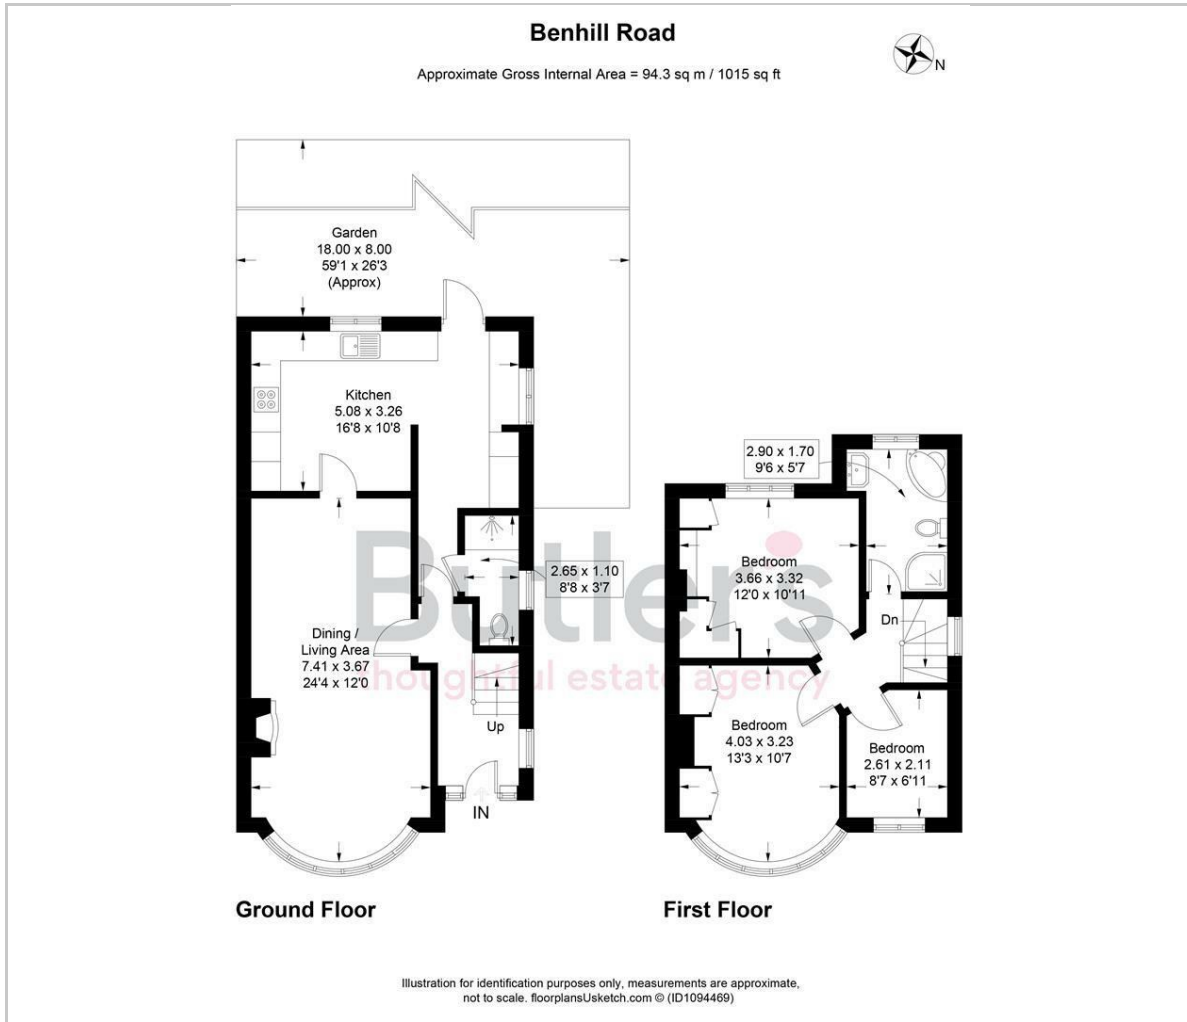 Benhill Road
Approximate Gross Internal Area = 94.3 sq m / 1015 sq ft
N
Garden
18.00 x 8.00
59'1 x 26'3
(Approx)
Kitchen
5.08 x 3.26
16'8 x 10'8
2.90 x 1.70
9'6 x 5'7
Bedroom
3.66 x 3.32
12'0 x 10'11
2.65 x 1.10
8'8 x 3'7
Butlers
thoughtful estate agency
Dn
Dining /
Living Area
7.41 x 3.67
24'4 x 12'0
Up
Bedroom
4.03 x 3.23
13'3 x 10'7
Bedroom
2.61 x 2.11
8'7 x 6'11
IN
Ground Floor
First Floor
Illustration for identification purposes only, measurements are approximate,
not to scale. floorplansUsketch.com © (ID1094469)